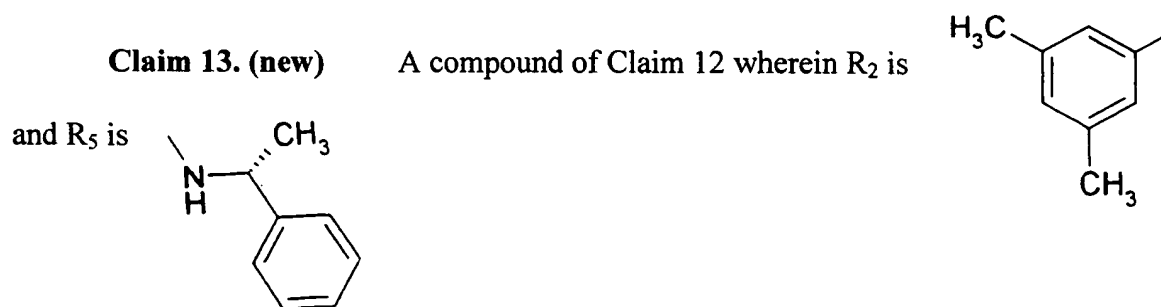 H₃C
Claim 13. (new) A compound of Claim 12 wherein R₂ is
and R₅ is
CH₃
N
H
CH₃